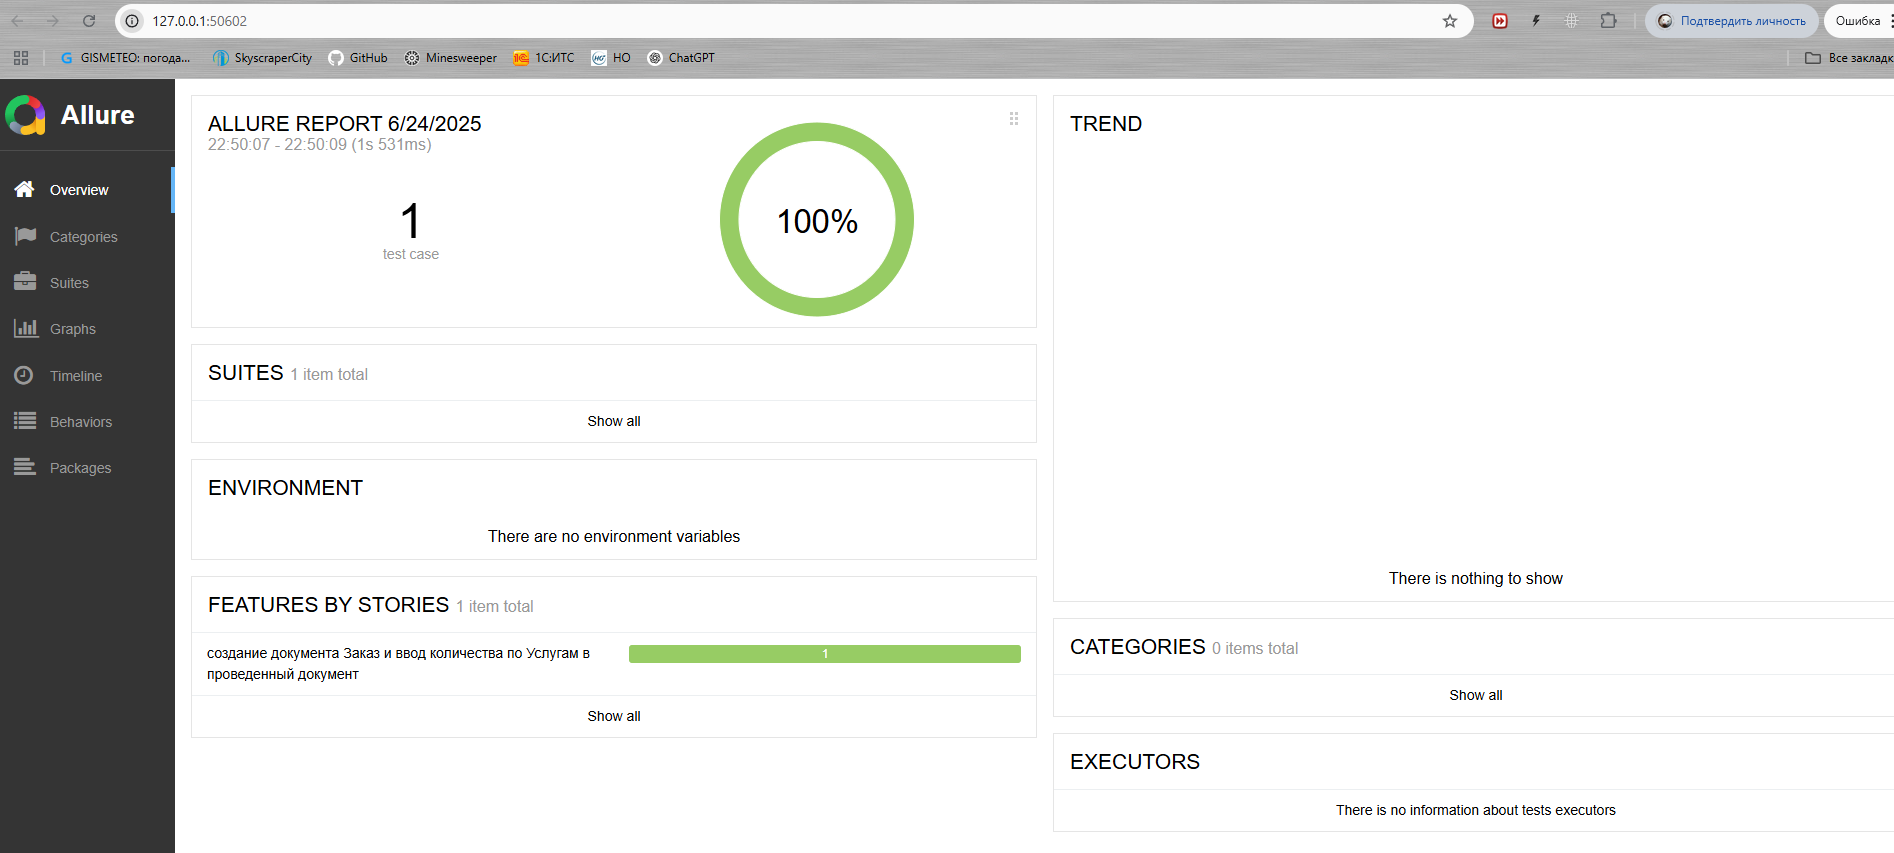 127.0.0.1:50602
Подтвердить личность
Ошибка
GISMETEO: погода...
SkyscraperCity
GitHub
Minesweeper
1С:ИТС
НО
ChatGPT
Все закладк
Allure
Overview
Categories
Suites
Graphs
Timeline
Behaviors
Packages
ALLURE REPORT 6/24/2025
22:50:07 - 22:50:09 (1s 531ms)
1
test case
100%
SUITES 1 item total
Show all
ENVIRONMENT
There are no environment variables
FEATURES BY STORIES 1 item total
создание документа Заказ и ввод количества по Услугам в
проведенный документ
1
Show all
TREND
There is nothing to show
CATEGORIES 0 items total
Show all
EXECUTORS
There is no information about tests executors